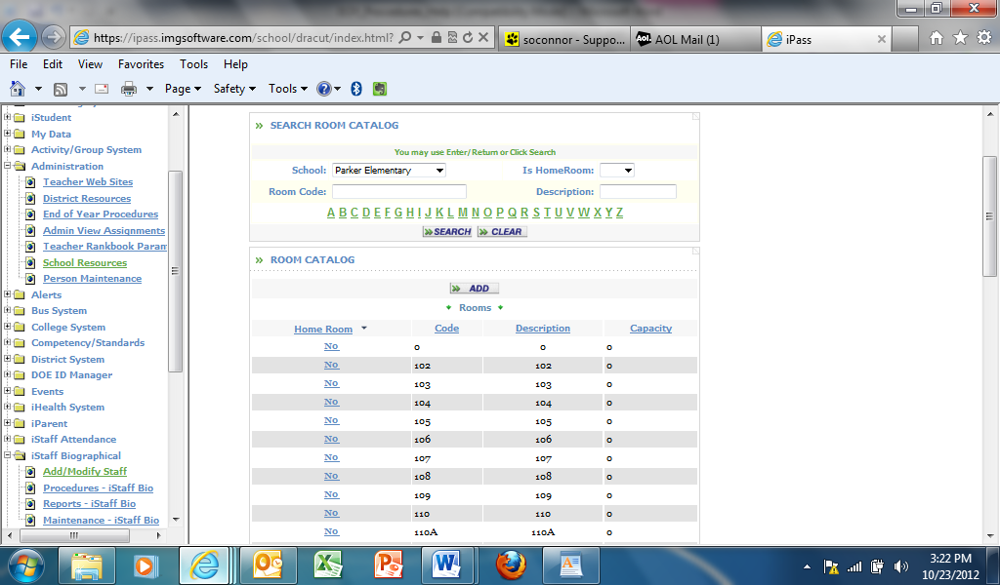 https://ipass.imgsoftware.com/school/dracut/index.html?
soconnor - Suppo...
AOL Mail (1)
iPass
File Edit View Favorites Tools Help
Page Safety Tools
iStudent
My Data
Activity/Group System
Administration
Teacher Web Sites
District Resources
End of Year Procedures
Admin View Assignments
Teacher Rankbook Param
School Resources
Person Maintenance
Alerts
Bus System
College System
Competency/Standards
District System
DOE ID Manager
Events
iHealth System
iParent
iStaff Attendance
iStaff Biographical
Add/Modify Staff
Procedures - iStaff Bio
Reports - iStaff Bio
Maintenance - iStaff Bio
SEARCH ROOM CATALOG
You may use Enter/Return or Click Search
School: Parker Elementary Is HomeRoom:
Room Code: Description:
A B C D E F G H I J K L M N O P Q R S T U V W X Y Z
SEARCH CLEAR
ROOM CATALOG
ADD
Rooms
Home Room Code Description Capacity
No 0 0 0
No 102 102 0
No 103 103 0
No 104 104 0
No 105 105 0
No 106 106 0
No 107 107 0
No 108 108 0
No 109 109 0
No 110 110 0
No 110A 110A 0
3:22 PM
10/23/2012